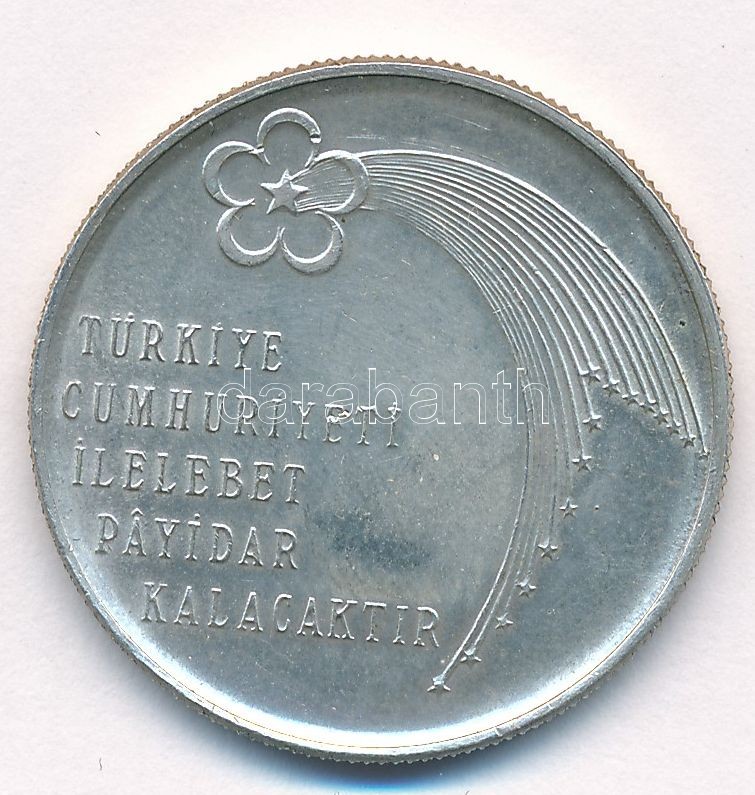 TÜRKİYE
CUMHURİYETİ
İLELEBET
PÂYİDAR
KALACAKTIR
darabanth